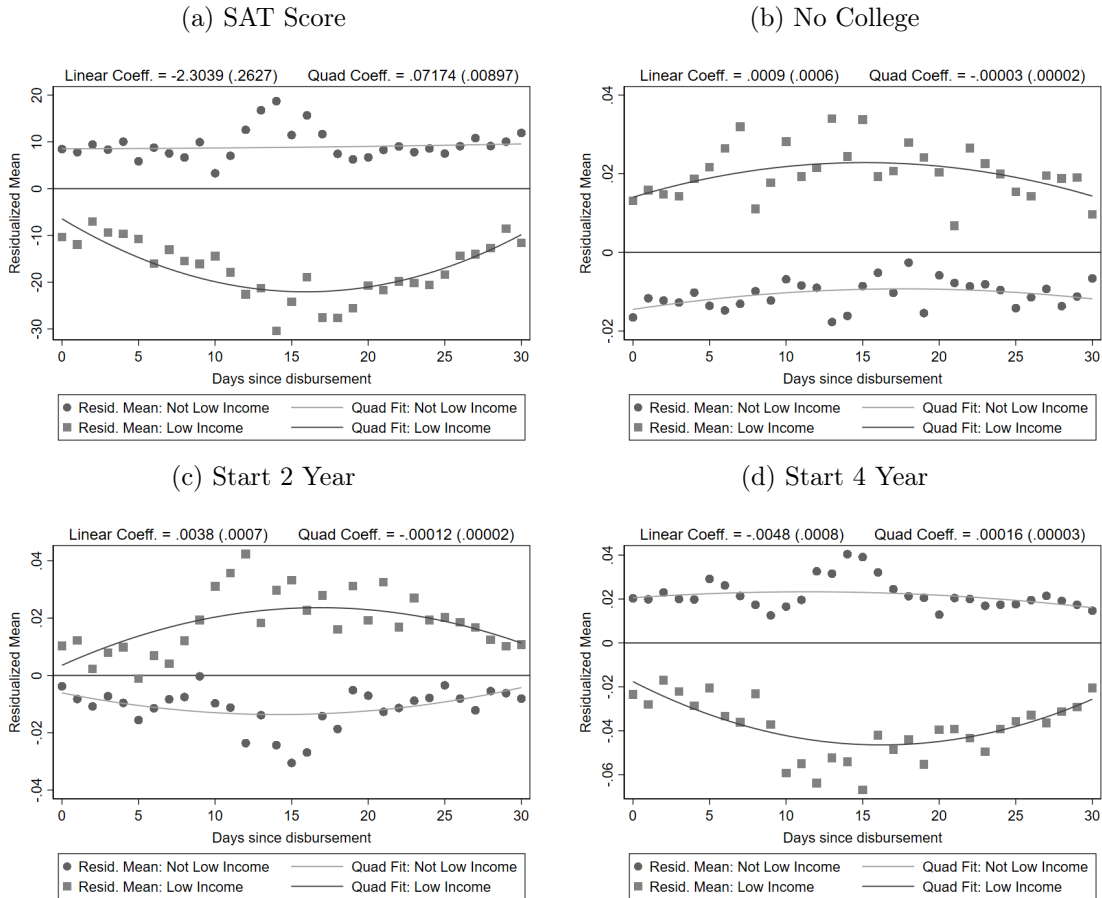 (a) SAT Score
Linear Coeff. = -2.3039 (.2627) Quad Coeff. = .07174 (.00897)
Residualized Mean
20
10
0
-10
-20
-30
0 5 10 15 20 25 30
Days since disbursement
Resid. Mean: Not Low Income Quad Fit: Not Low Income
Resid. Mean: Low Income Quad Fit: Low Income
(b) No College
Linear Coeff. = .0009 (.0006) Quad Coeff. = -.00003 (.00002)
Residualized Mean
.04
.02
0
-.02
0 5 10 15 20 25 30
Days since disbursement
Resid. Mean: Not Low Income Quad Fit: Not Low Income
Resid. Mean: Low Income Quad Fit: Low Income
(c) Start 2 Year
Linear Coeff. = .0038 (.0007) Quad Coeff. = -.00012 (.00002)
Residualized Mean
.04
.02
0
-.02
-.04
0 5 10 15 20 25 30
Days since disbursement
Resid. Mean: Not Low Income Quad Fit: Not Low Income
Resid. Mean: Low Income Quad Fit: Low Income
(d) Start 4 Year
Linear Coeff. = -.0048 (.0008) Quad Coeff. = .00016 (.00003)
Residualized Mean
.04
.02
0
-.02
-.04
-.06
0 5 10 15 20 25 30
Days since disbursement
Resid. Mean: Not Low Income Quad Fit: Not Low Income
Resid. Mean: Low Income Quad Fit: Low Income